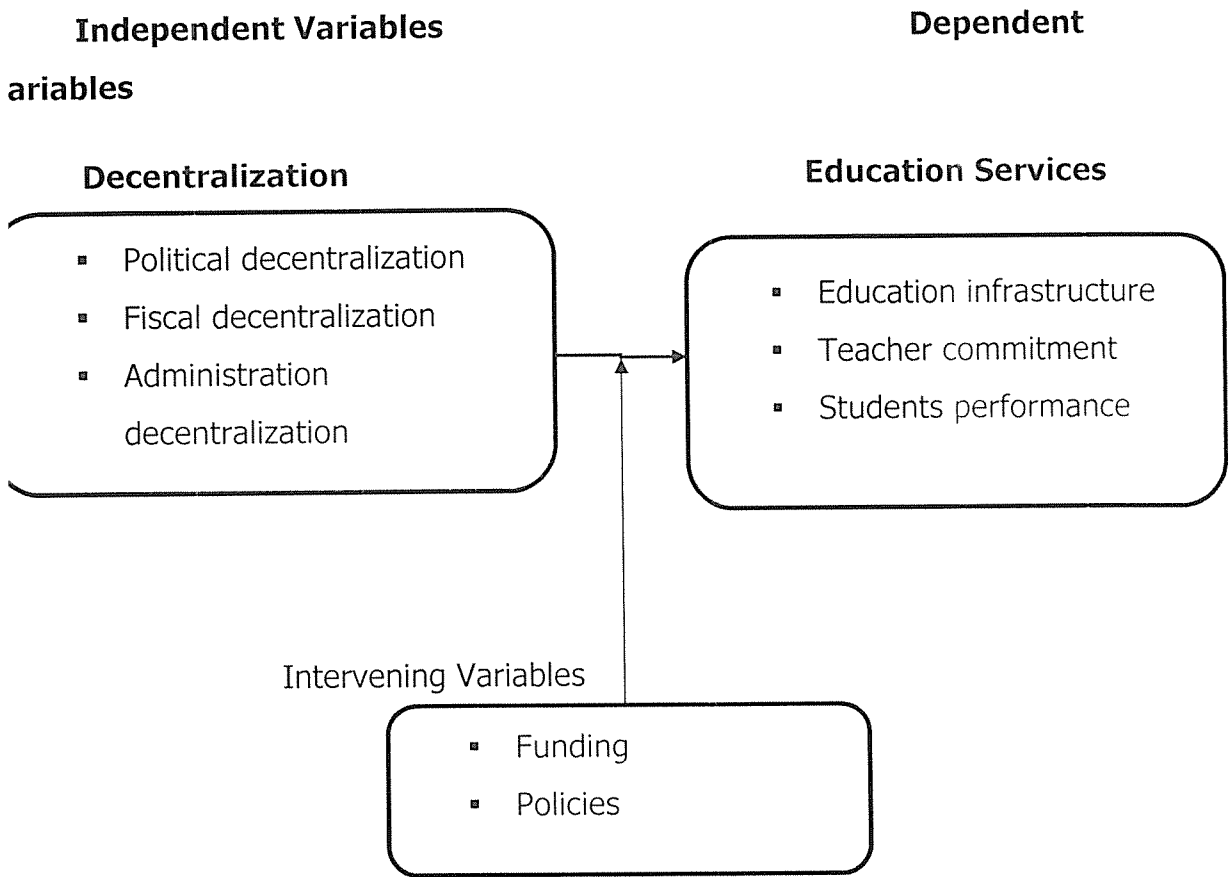 Independent Variables Dependent
ariables
Decentralization Education Services
▪ Political decentralization
▪ Fiscal decentralization
▪ Administration
decentralization
▪ Education infrastructure
▪ Teacher commitment
▪ Students performance
Intervening Variables
▪ Funding
▪ Policies